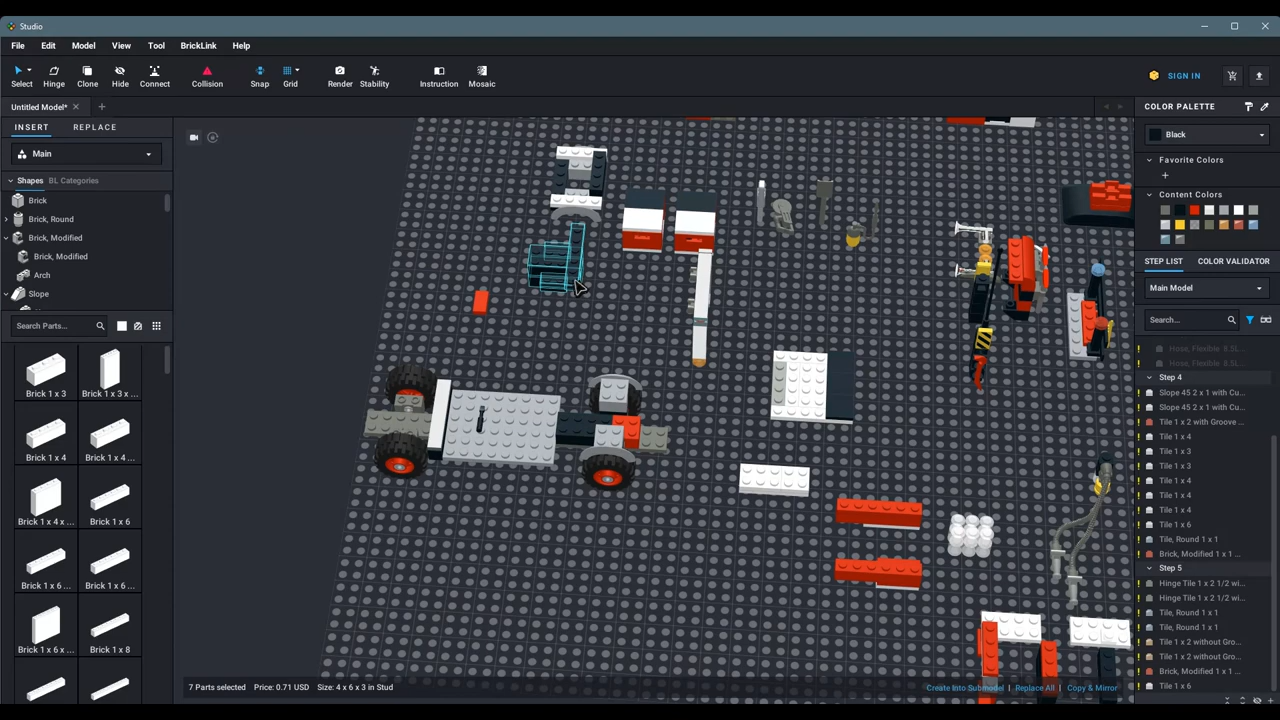 Studio
File Edit Model View Tool BrickLink Help
Select Hinge Clone Hide Connect Collision Snap Grid Render Stability Instruction Mosaic SIGN IN
Untitled Model*
INSERT REPLACE
Main
Shapes BL Categories
Brick
Brick, Round
Brick, Modified
Brick, Modified
Arch
Slope
Search Parts...
Brick 1 x 3 Brick 1 x 3 x ...
Brick 1 x 4 Brick 1 x 4 ...
Brick 1 x 4 x ... Brick 1 x 6
Brick 1 x 6 ... Brick 1 x 6 ...
Brick 1 x 6 x ... Brick 1 x 8
7 Parts selected Price: 0.71 USD Size: 4 x 6 x 3 in Stud
Create Into Submodel | Replace All | Copy & Mirror
COLOR PALETTE
Black
Favorite Colors
Content Colors
STEP LIST COLOR VALIDATOR
Main Model
Search...
Hose, Flexible 8.5L...
Hose, Flexible 8.5L...
Step 4
Slope 45 2 x 1 with Cu...
Slope 45 2 x 1 with Cu...
Tile 1 x 2 with Groove ...
Tile 1 x 4
Tile 1 x 3
Tile 1 x 3
Tile 1 x 4
Tile 1 x 4
Tile 1 x 4
Tile 1 x 6
Tile, Round 1 x 1
Brick, Modified 1 x 1 ...
Step 5
Hinge Tile 1 x 2 1/2 wi...
Hinge Tile 1 x 2 1/2 wi...
Tile, Round 1 x 1
Tile, Round 1 x 1
Tile 1 x 2 without Gro...
Tile 1 x 2 without Gro...
Brick, Modified 1 x 1 ...
Tile 1 x 6